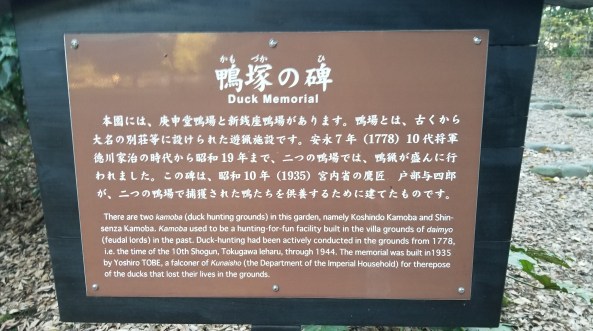 かも づか ひ
鴨塚の碑
Duck Memorial
本園には、庚申堂鴨場と新銭座鴨場があります。鴨場とは、古くから
大名の別荘等に設けられた遊猟施設です。安永7年（1778）10代将軍
徳川家治の時代から昭和19年まで、二つの鴨場では、鴨猟が盛んに行
われました。この碑は、昭和10年（1935）宮内省の鷹匠　戸部与四郎
が、二つの鴨場で捕獲された鴨たちを供養するために建てたものです。
There are two kamoba (duck hunting grounds) in this garden, namely Koshindo Kamoba and Shin-
senza Kamoba. Kamoba used to be a hunting-for-fun facility built in the villa grounds of daimyo
(feudal lords) in the past. Duck-hunting had been actively conducted in the grounds from 1778,
i.e. the time of the 10th Shogun, Tokugawa Ieharu, through 1944. The memorial was built in1935
by Yoshiro TOBE, a falconer of Kunaisho (the Department of the Imperial Household) for therepose
of the ducks that lost their lives in the grounds.